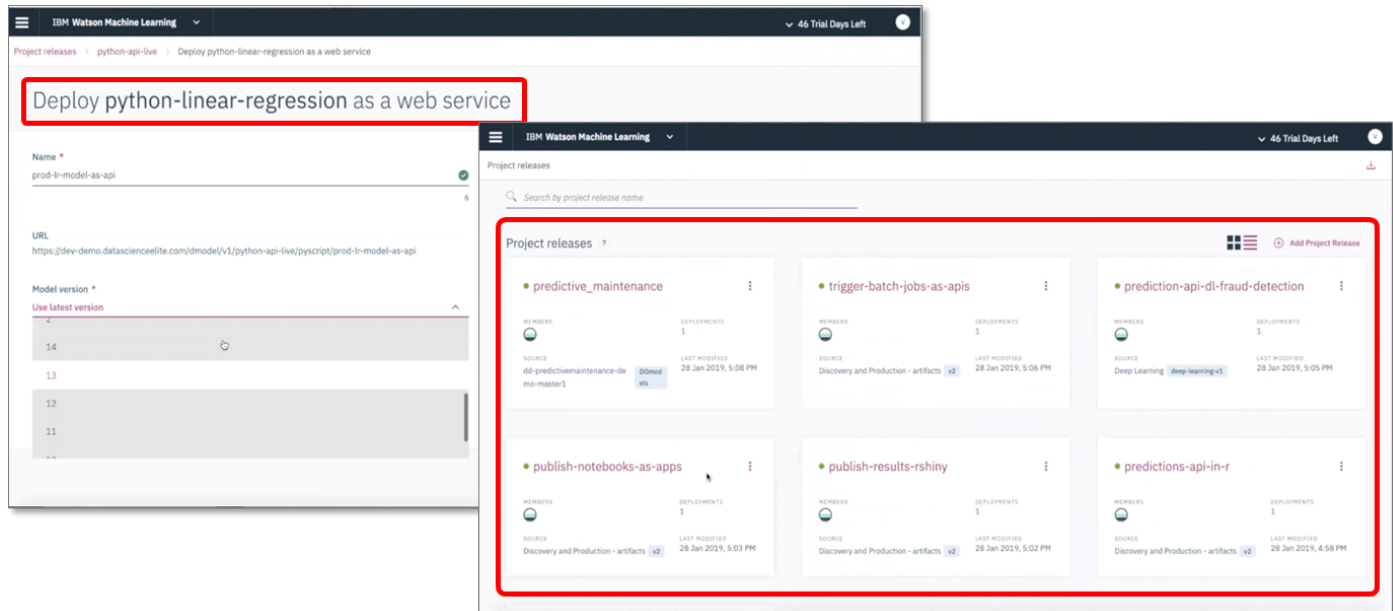 IBM Watson Machine Learning
46 Trial Days Left
V
Project releases > python-api-live > Deploy python-linear-regression as a web service
Deploy python-linear-regression as a web service
Name *
prod-lr-model-as-api
6
URL
https://dev-demo.datascienceelite.com/dmodel/v1/python-api-live/pyscript/prod-lr-model-as-api
Model version *
Use latest version
14
13
12
11
IBM Watson Machine Learning
46 Trial Days Left
V
Project releases
Search by project release name
Project releases ?
Add Project Release
predictive_maintenance
MEMBERS
DEPLOYMENTS
1
SOURCE
dd-predictivemaintenance-de
mo-master1
DOmod
els
LAST MODIFIED
28 Jan 2019, 5:08 PM
trigger-batch-jobs-as-apis
MEMBERS
DEPLOYMENTS
1
SOURCE
Discovery and Production - artifacts v2
LAST MODIFIED
28 Jan 2019, 5:06 PM
prediction-api-dl-fraud-detection
MEMBERS
DEPLOYMENTS
1
SOURCE
Deep Learning deep-learning-v1
LAST MODIFIED
28 Jan 2019, 5:05 PM
publish-notebooks-as-apps
MEMBERS
DEPLOYMENTS
1
SOURCE
Discovery and Production - artifacts v2
LAST MODIFIED
28 Jan 2019, 5:03 PM
publish-results-rshiny
MEMBERS
DEPLOYMENTS
1
SOURCE
Discovery and Production - artifacts v2
LAST MODIFIED
28 Jan 2019, 5:02 PM
predictions-api-in-r
MEMBERS
DEPLOYMENTS
1
SOURCE
Discovery and Production - artifacts v2
LAST MODIFIED
28 Jan 2019, 4:58 PM